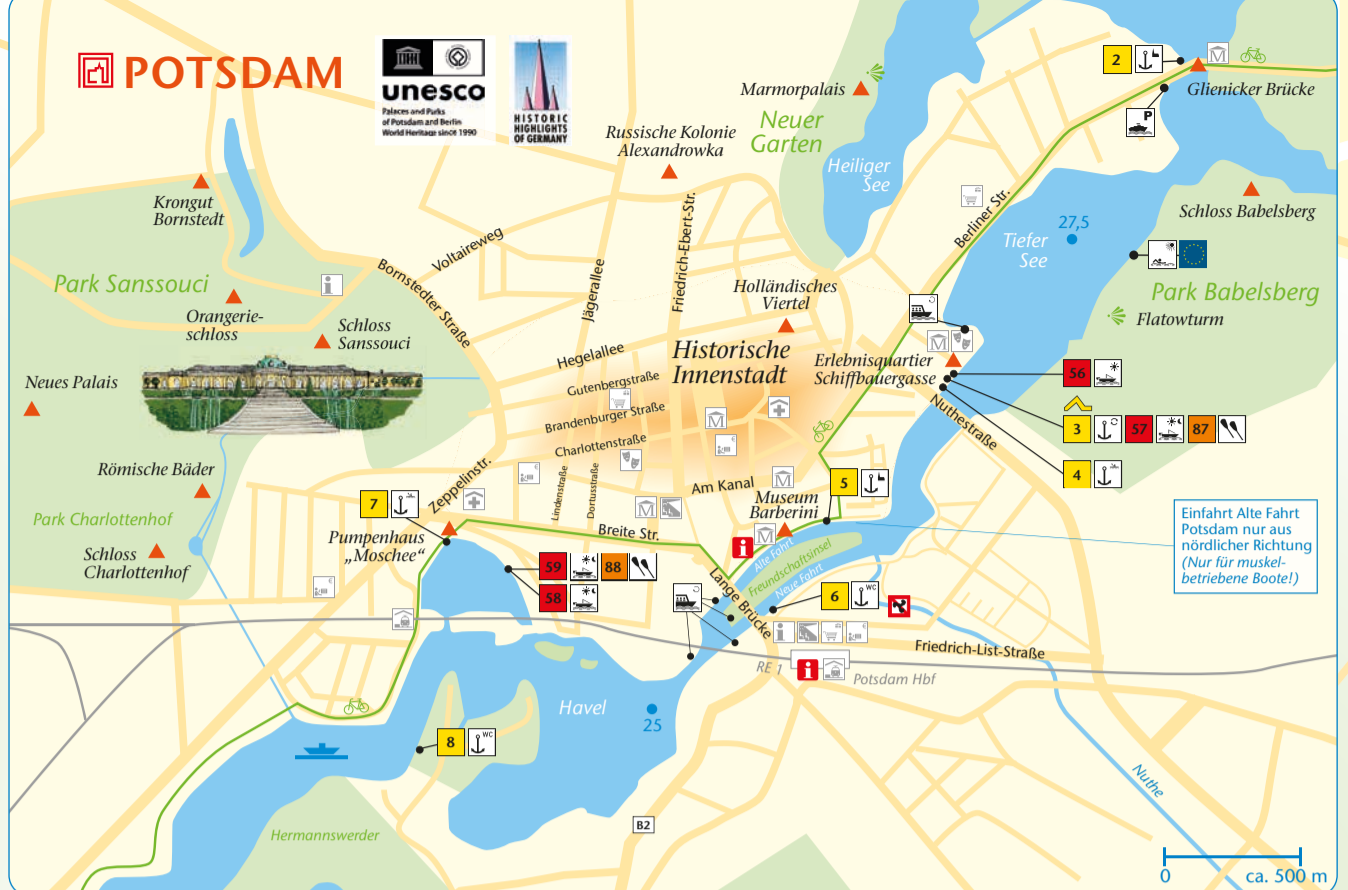 POTSDAM
unesco
Palaces and Parks
of Potsdam and Berlin
World Heritage since 1990
HISTORIC
HIGHLIGHTS
OF GERMANY
Marmorpalais
Neuer
Garten
Russische Kolonie
Alexandrowka
Heiliger
See
2
Glienicker Brücke
P
Krongut
Bornstedt
Voltaireweg
Bornstedter Straße
Jägerallee
Friedrich-Ebert-Str.
Berliner Str.
Tiefer
See
27,5
Schloss Babelsberg
Park Babelsberg
Flatowturm
Park Sanssouci
i
Orangerie-
schloss
Schloss
Sanssouci
Neues Palais
Holländisches
Viertel
Historische
Innenstadt
Hegelallee
Gutenbergstraße
Brandenburger Straße
Charlottenstraße
Lindenstraße
Dortusstraße
Erlebnisquartier
Schiffbauergasse
Nuthestraße
56
3
57
87
4
Römische Bäder
Park Charlottenhof
Schloss
Charlottenhof
Zeppelinstr.
7
Pumpenhaus
„Moschee“
Am Kanal
Museum
Barberini
5
Breite Str.
i
Alte Fahrt
Freundschaftsinsel
Neue Fahrt
Lange Brücke
Einfahrt Alte Fahrt
Potsdam nur aus
nördlicher Richtung
(Nur für muskel-
betriebene Boote!)
59
88
58
6
WC
i
Friedrich-List-Straße
RE 1
i
Potsdam Hbf
Havel
25
8
WC
Hermannswerder
B2
Nuthe
0
ca. 500 m